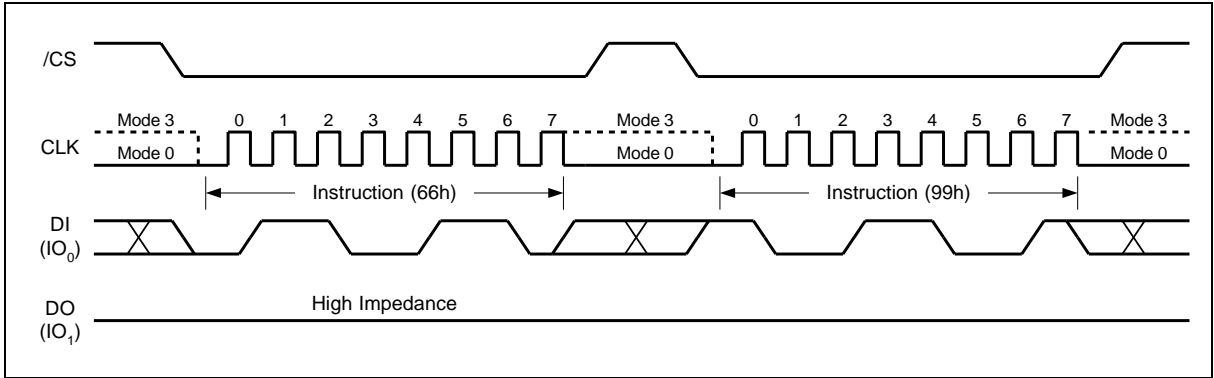 /CS
Mode 3 0 1 2 3 4 5 6 7 Mode 3 0 1 2 3 4 5 6 7 Mode 3
CLK
Mode 0 Mode 0 Mode 0
Instruction (66h) Instruction (99h)
DI
(IO0)
High Impedance
DO
(IO1)